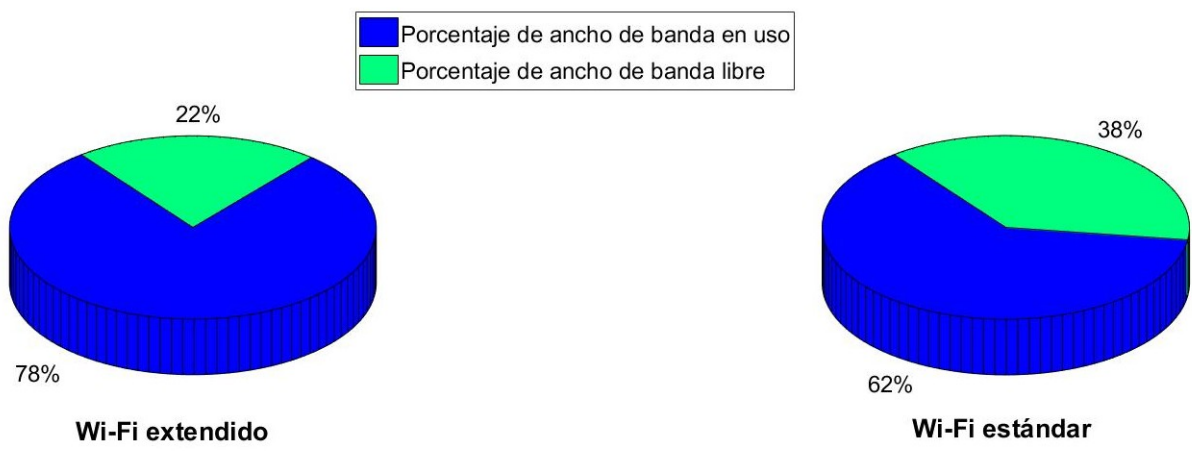 Porcentaje de ancho de banda en uso
Porcentaje de ancho de banda libre
22%
38%
78%
62%
Wi-Fi extendido
Wi-Fi estándar